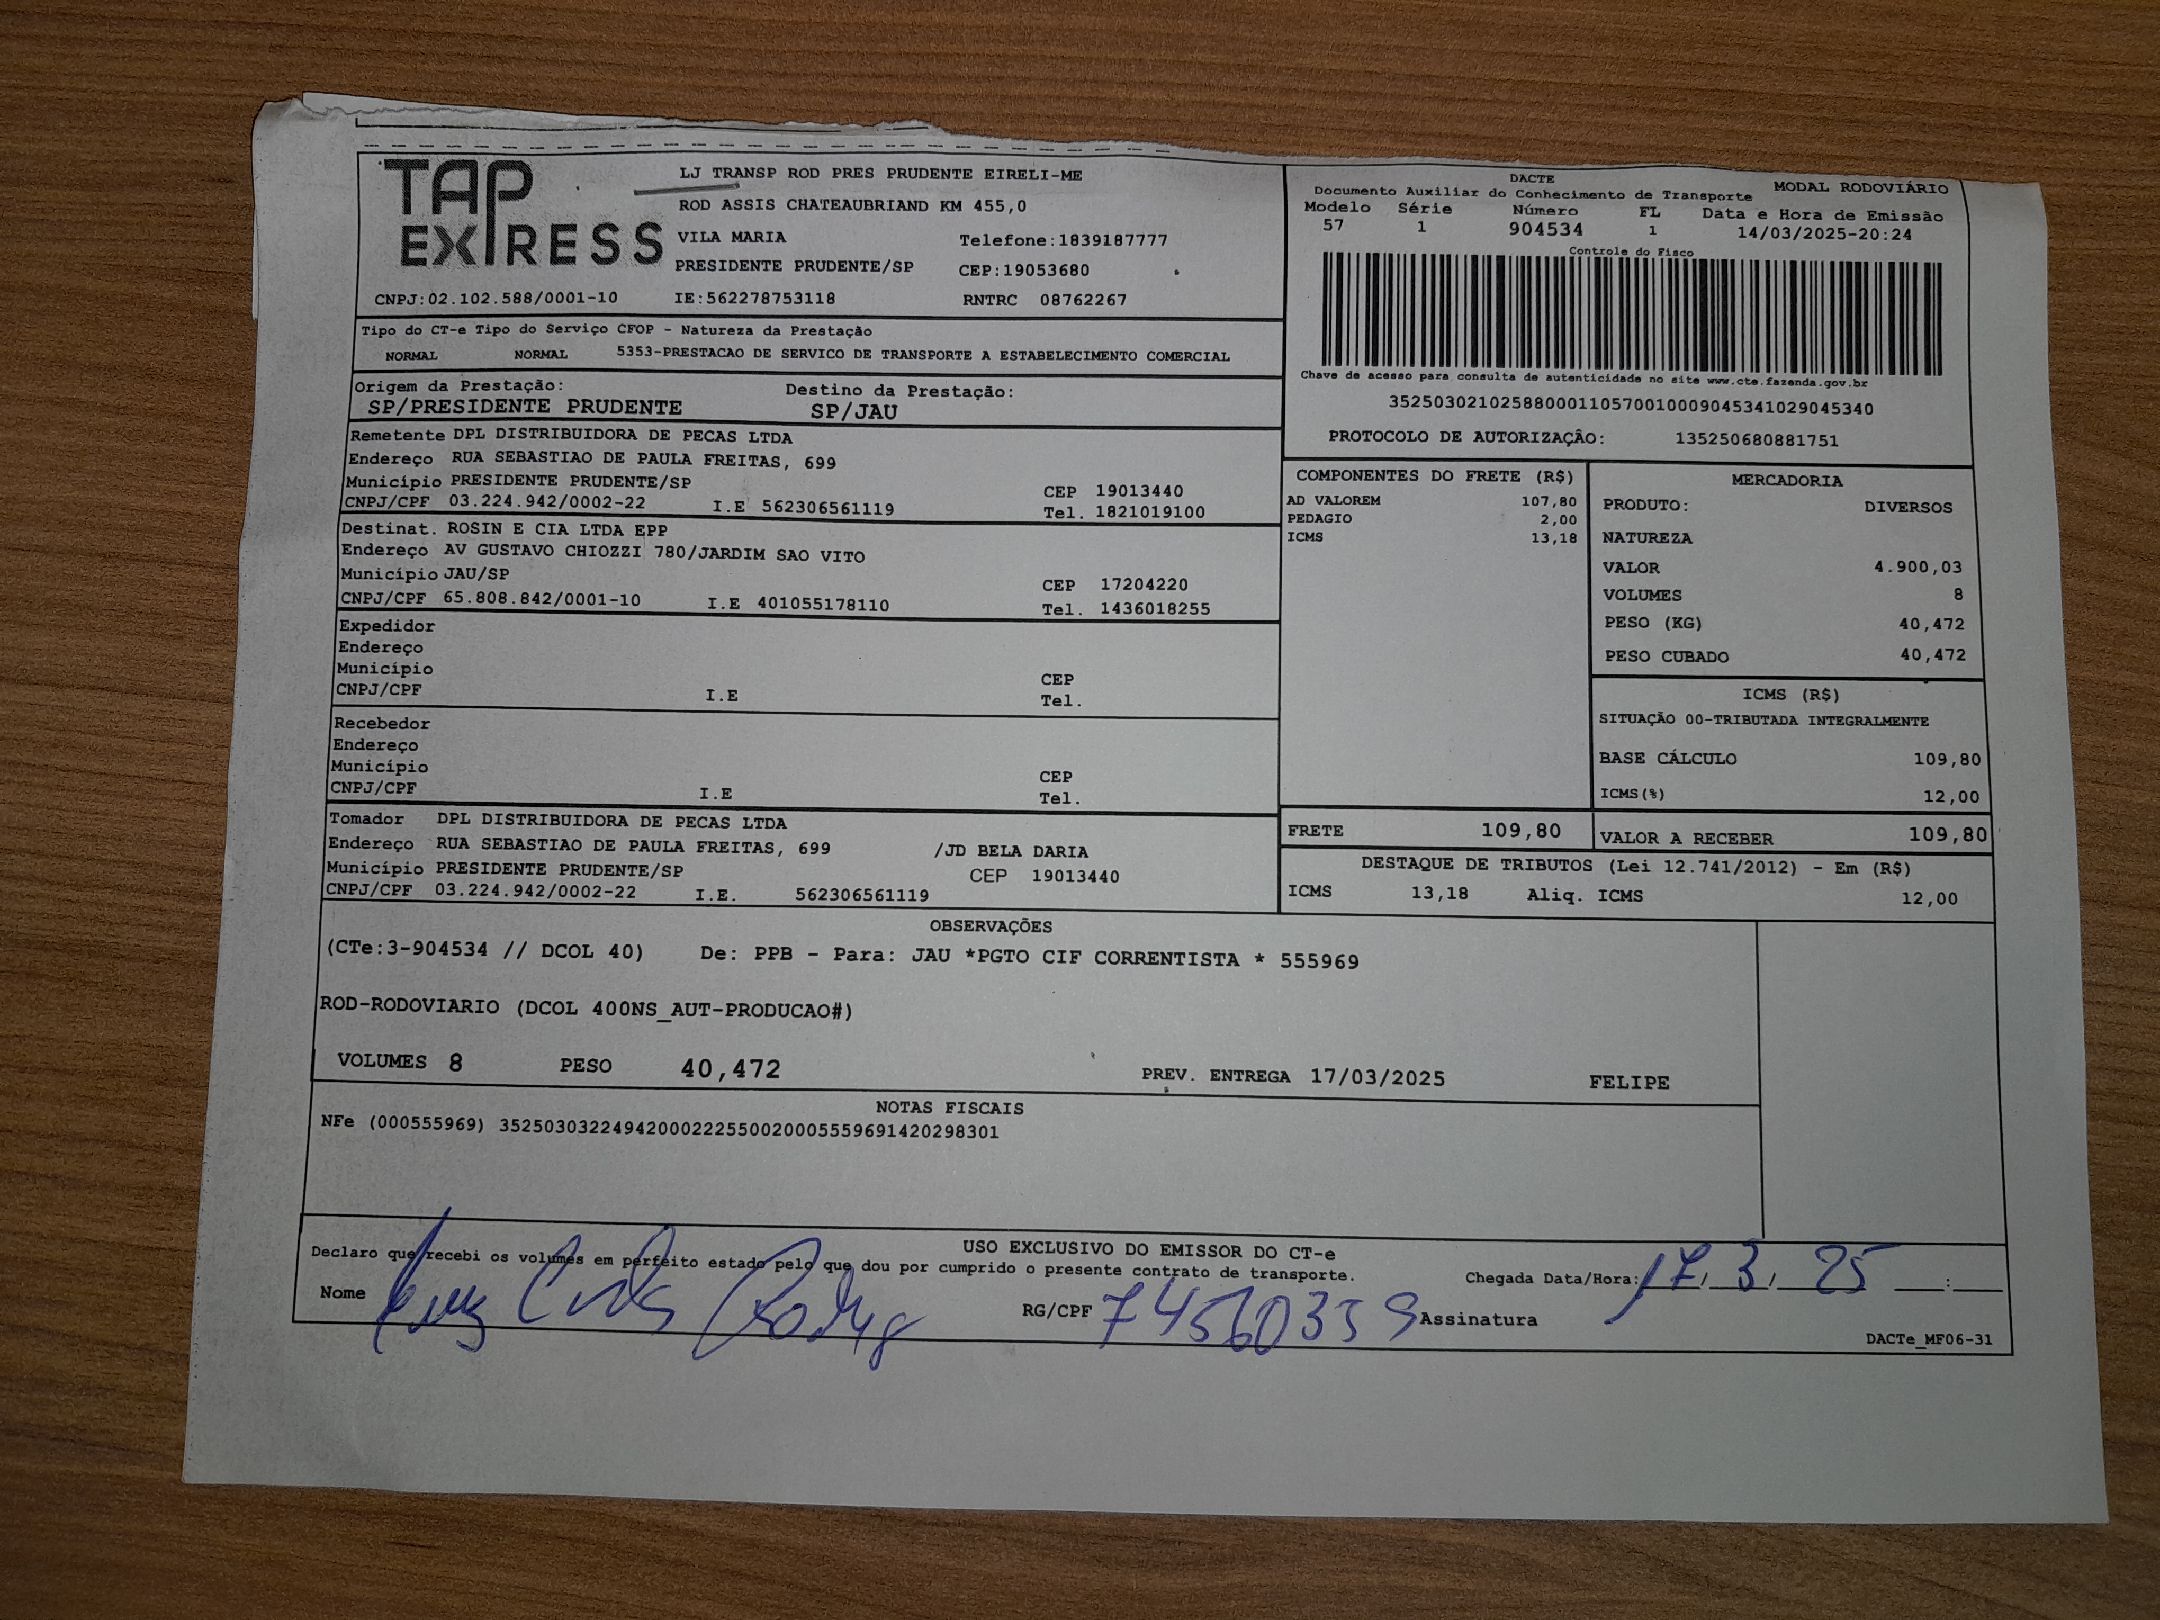 TAP EXPRESS
LJ TRANSP ROD PRES PRUDENTE EIRELI-ME
ROD ASSIS CHATEAUBRIAND KM 455,0
VILA MARIA Telefone:1839187777
PRESIDENTE PRUDENTE/SP CEP:19053680
CNPJ:02.102.588/0001-10 IE:562278753118 RNTRC 08762267
DACTE
Documento Auxiliar do Conhecimento de Transporte MODAL RODOVIÁRIO
Modelo Série Número FL Data e Hora de Emissão
57 1 904534 1 14/03/2025-20:24
Controle do Fisco
Chave de acesso para consulta de autenticidade no site www.cte.fazenda.gov.br
35250302102588000110570010009045341029045340
PROTOCOLO DE AUTORIZAÇÂO: 135250680881751
Tipo do CT-e Tipo do Serviço CFOP - Natureza da Prestação
NORMAL NORMAL 5353-PRESTACAO DE SERVICO DE TRANSPORTE A ESTABELECIMENTO COMERCIAL
Origem da Prestação: Destino da Prestação:
SP/PRESIDENTE PRUDENTE SP/JAU
Remetente DPL DISTRIBUIDORA DE PECAS LTDA
Endereço RUA SEBASTIAO DE PAULA FREITAS, 699
Município PRESIDENTE PRUDENTE/SP CEP 19013440
CNPJ/CPF 03.224.942/0002-22 I.E 562306561119 Tel. 1821019100
Destinat. ROSIN E CIA LTDA EPP
Endereço AV GUSTAVO CHIOZZI 780/JARDIM SAO VITO
Município JAU/SP CEP 17204220
CNPJ/CPF 65.808.842/0001-10 I.E 401055178110 Tel. 1436018255
Expedidor
Endereço
Município CEP
CNPJ/CPF I.E Tel.
Recebedor
Endereço
Município CEP
CNPJ/CPF I.E Tel.
Tomador DPL DISTRIBUIDORA DE PECAS LTDA
Endereço RUA SEBASTIAO DE PAULA FREITAS, 699 /JD BELA DARIA
Município PRESIDENTE PRUDENTE/SP CEP 19013440
CNPJ/CPF 03.224.942/0002-22 I.E. 562306561119
COMPONENTES DO FRETE (R$)
AD VALOREM 107,80
PEDAGIO 2,00
ICMS 13,18
MERCADORIA
PRODUTO: DIVERSOS
NATUREZA
VALOR 4.900,03
VOLUMES 8
PESO (KG) 40,472
PESO CUBADO 40,472
ICMS (R$)
SITUAÇÃO 00-TRIBUTADA INTEGRALMENTE
BASE CÁLCULO 109,80
ICMS(%) 12,00
FRETE 109,80 VALOR A RECEBER 109,80
DESTAQUE DE TRIBUTOS (Lei 12.741/2012) - Em (R$)
ICMS 13,18 Aliq. ICMS 12,00
OBSERVAÇÕES
(CTe:3-904534 // DCOL 40) De: PPB - Para: JAU *PGTO CIF CORRENTISTA * 555969
ROD-RODOVIARIO (DCOL 400NS_AUT-PRODUCAO#)
VOLUMES 8 PESO 40,472 PREV. ENTREGA 17/03/2025 FELIPE
NOTAS FISCAIS
NFe (000555969) 35250303224942000222550020005559691420298301
USO EXCLUSIVO DO EMISSOR DO CT-e
Declaro que recebi os volumes em perfeito estado pelo que dou por cumprido o presente contrato de transporte. Chegada Data/Hora: 17/ 3 / 25 :
Nome RG/CPF Assinatura
DACTe_MF06-31